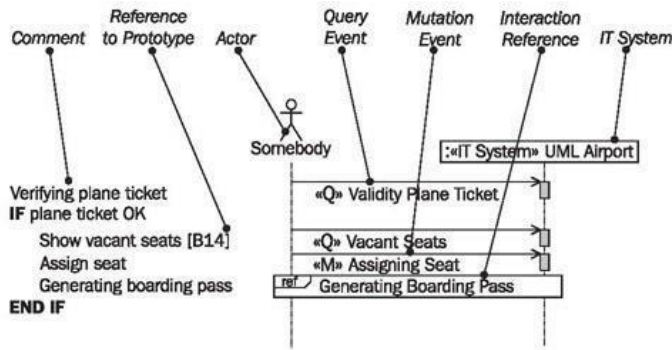 Comment
Reference
to Prototype
Actor
Query
Event
Mutation
Event
Interaction
Reference
IT System
Somebody
:«IT System» UML Airport
Verifying plane ticket
«Q» Validity Plane Ticket
IF plane ticket OK
Show vacant seats [B14]
«Q» Vacant Seats
Assign seat
«M» Assigning Seat
Generating boarding pass
ref
Generating Boarding Pass
END IF